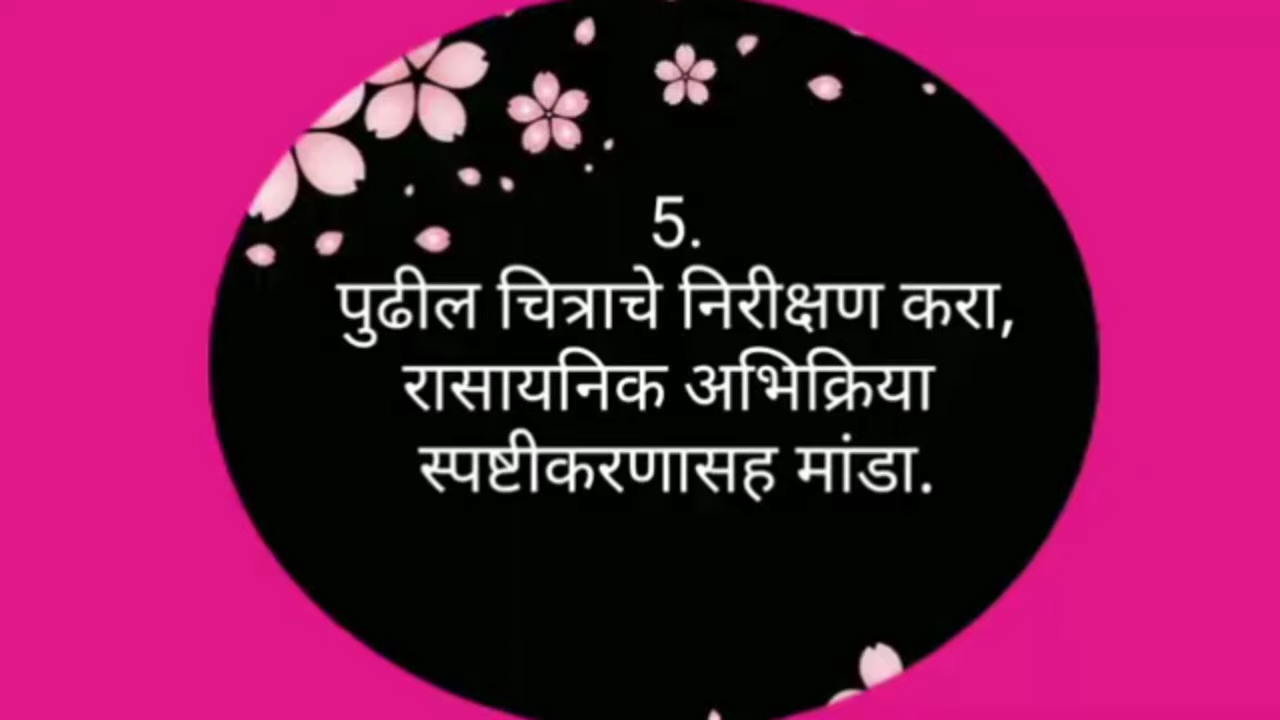 5.
पुढील चित्राचे निरीक्षण करा,
रासायनिक अभिक्रिया
स्पष्टीकरणासह मांडा.